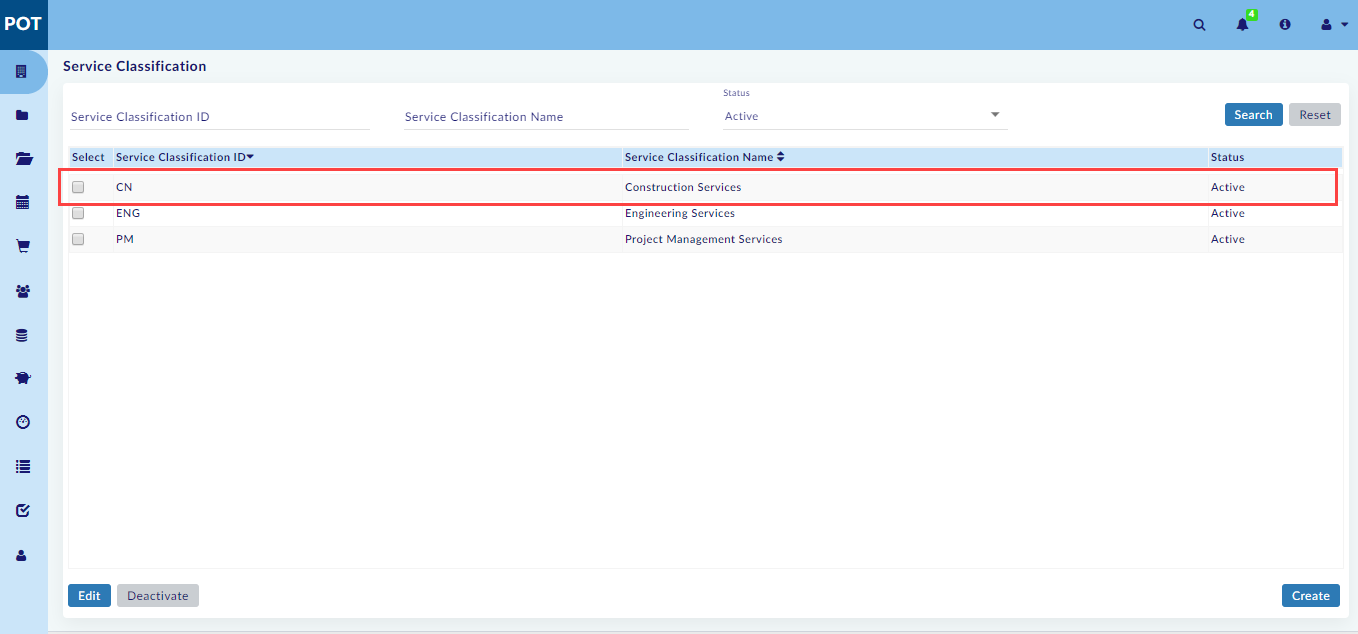 POT
4
Service Classification
Status
Service Classification ID Service Classification Name Active Search Reset
Select Service Classification ID Service Classification Name Status
CN Construction Services Active
ENG Engineering Services Active
PM Project Management Services Active
Edit Deactivate Create